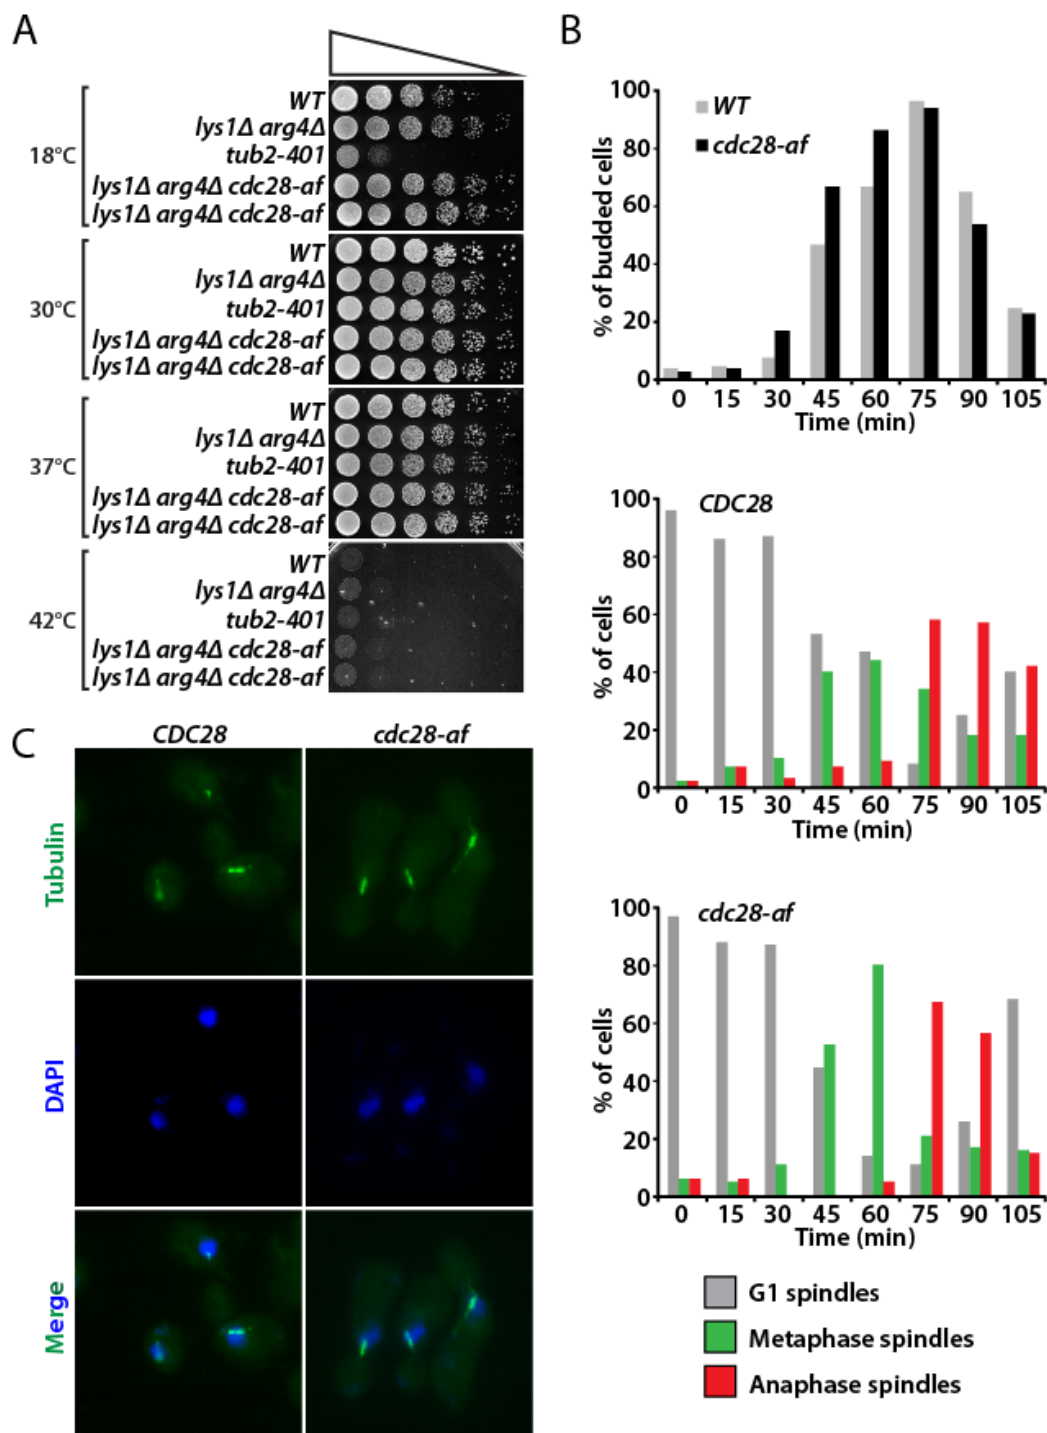 A
18°C
WT
lys1Δ arg4Δ
tub2-401
lys1Δ arg4Δ cdc28-af
lys1Δ arg4Δ cdc28-af
30°C
WT
lys1Δ arg4Δ
tub2-401
lys1Δ arg4Δ cdc28-af
lys1Δ arg4Δ cdc28-af
37°C
WT
lys1Δ arg4Δ
tub2-401
lys1Δ arg4Δ cdc28-af
lys1Δ arg4Δ cdc28-af
42°C
WT
lys1Δ arg4Δ
tub2-401
lys1Δ arg4Δ cdc28-af
lys1Δ arg4Δ cdc28-af
B
WT
cdc28-af
% of budded cells
100
80
60
40
20
0
0 15 30 45 60 75 90 105
Time (min)
CDC28
% of cells
100
80
60
40
20
0
0 15 30 45 60 75 90 105
Time (min)
cdc28-af
% of cells
100
80
60
40
20
0
0 15 30 45 60 75 90 105
Time (min)
G1 spindles
Metaphase spindles
Anaphase spindles
C
CDC28 cdc28-af
Tubulin
DAPI
Merge